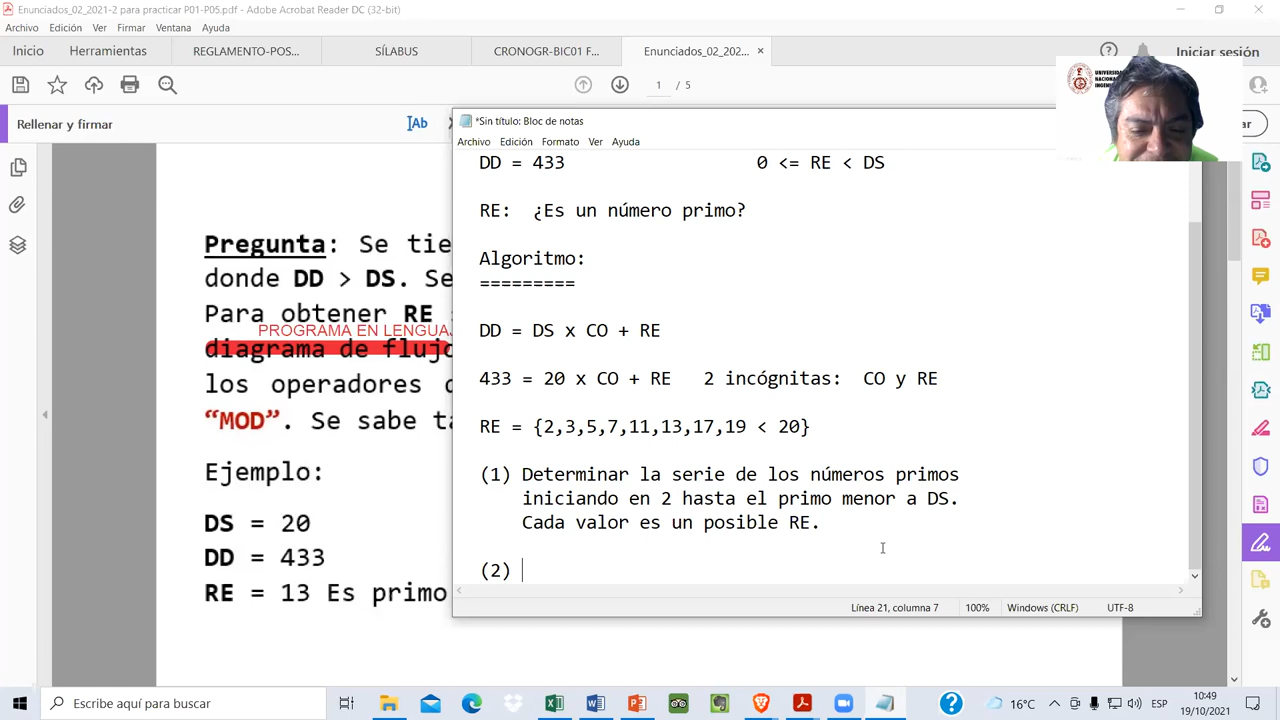 Enunciados_02_2021-2 para practicar P01-P05.pdf - Adobe Acrobat Reader DC (32-bit)
Archivo Edición Ver Firmar Ventana Ayuda
Inicio Herramientas REGLAMENTO-POS... SÍLABUS CRONOGR-BIC01 F... Enunciados_02_202... × Iniciar sesión
1 / 5
Rellenar y firmar
Pregunta: Se tie
donde DD > DS. Se
Para obtener RE
PROGRAMA EN LENGUAJ
diagrama de flujo
los operadores
"MOD". Se sabe ta
Ejemplo:
DS = 20
DD = 433
RE = 13 Es primo
*Sin título: Bloc de notas
Archivo Edición Formato Ver Ayuda
DD = 433 0 <= RE < DS
RE: ¿Es un número primo?
Algoritmo:
=========
DD = DS x CO + RE
433 = 20 x CO + RE 2 incógnitas: CO y RE
RE = {2,3,5,7,11,13,17,19 < 20}
(1) Determinar la serie de los números primos
iniciando en 2 hasta el primo menor a DS.
Cada valor es un posible RE.
(2)
Línea 21, columna 7 100% Windows (CRLF) UTF-8
Escribe aquí para buscar
16°C ESP 10:49
19/10/2021